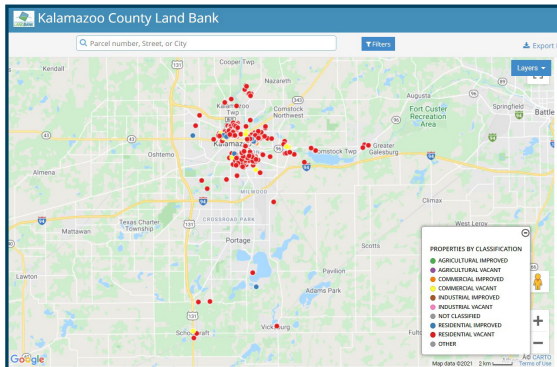 Kalamazoo County Land Bank
Parcel number, Street, or City
Filters
Export
Layers
Kendall
Cooper Twp
Nazareth
Augusta
Springfield
Battle
Kalamazoo
Twp
Comstock
Northwest
Fort Custer
Recreation
Area
Oshtemo
Comstock Twp
Greater
Galesburg
Almena
MILWOOD
Climax
CROSSROAD PARK
Texas Charter
Township
Mattawan
West Leroy
Portage
Scotts
Lawton
Pavilion
Adams Park
Vicksburg
Schoolcraft
PROPERTIES BY CLASSIFICATION
AGRICULTURAL IMPROVED
AGRICULTURAL VACANT
COMMERCIAL IMPROVED
COMMERCIAL VACANT
INDUSTRIAL IMPROVED
INDUSTRIAL VACANT
NOT CLASSIFIED
RESIDENTIAL IMPROVED
RESIDENTIAL VACANT
OTHER
Google
Map data ©2021
2 km
CARTO
Terms of Use